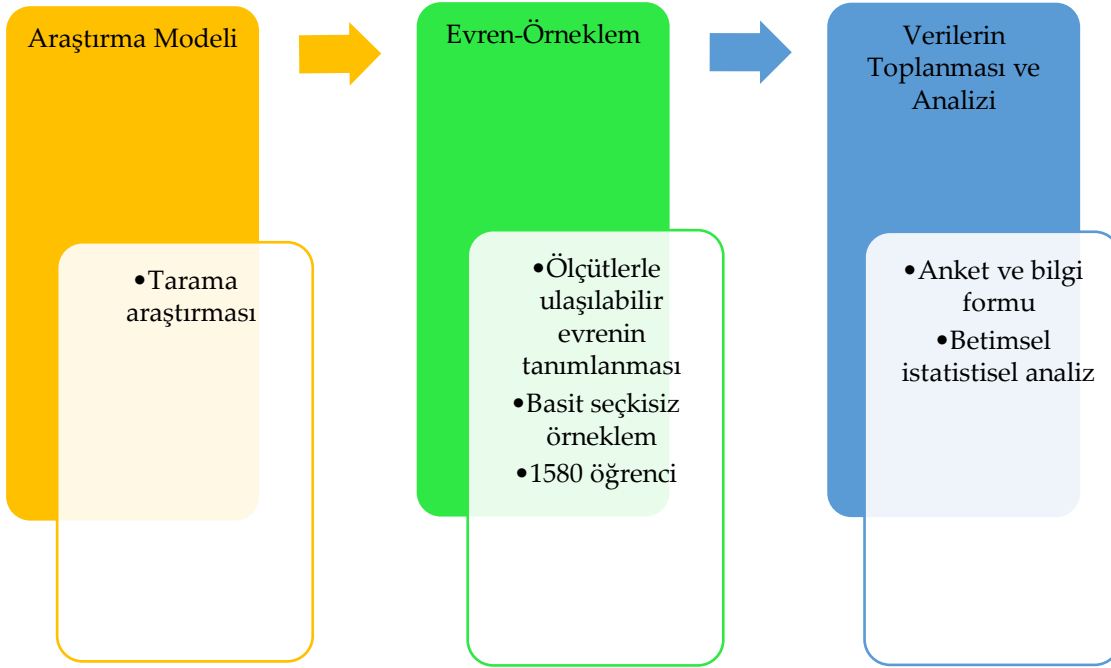 Araştırma Modeli
•Tarama
araştırması
Evren-Örneklem
•Ölçütlerle
ulaşılabilir
evrenin
tanımlanması
•Basit seçkisiz
örneklem
•1580 öğrenci
Verilerin
Toplanması ve
Analizi
•Anket ve bilgi
formu
•Betimsel
istatistisel analiz